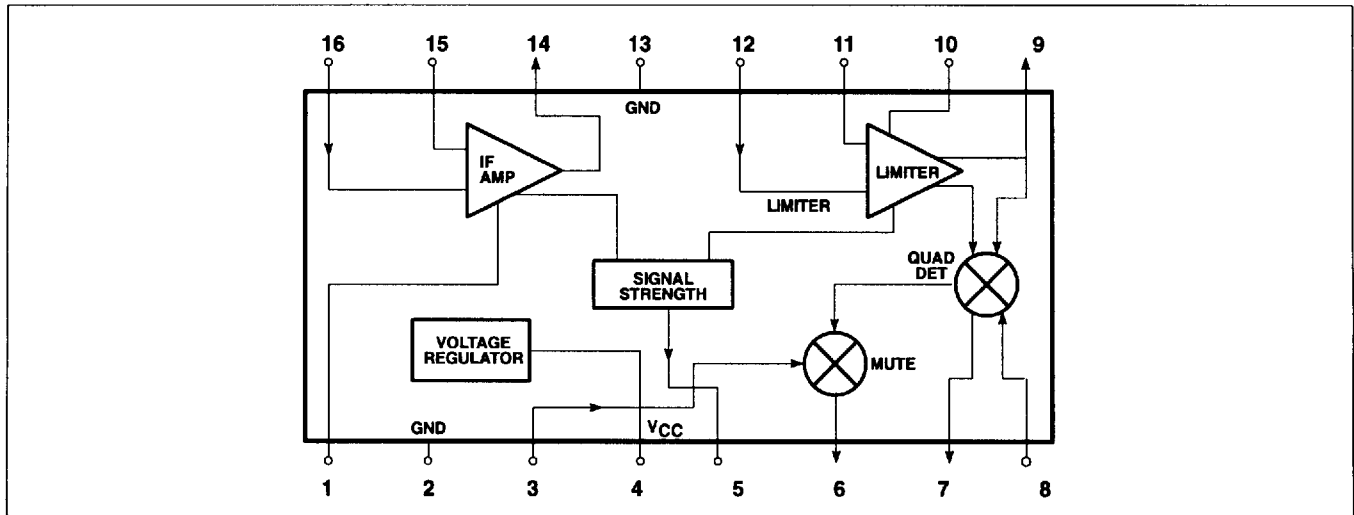 16 15 14 13 12 11 10 9
GND
IF
AMP
LIMITER
LIMITER
QUAD
DET
SIGNAL
STRENGTH
VOLTAGE
REGULATOR
MUTE
GND
VCC
1 2 3 4 5 6 7 8